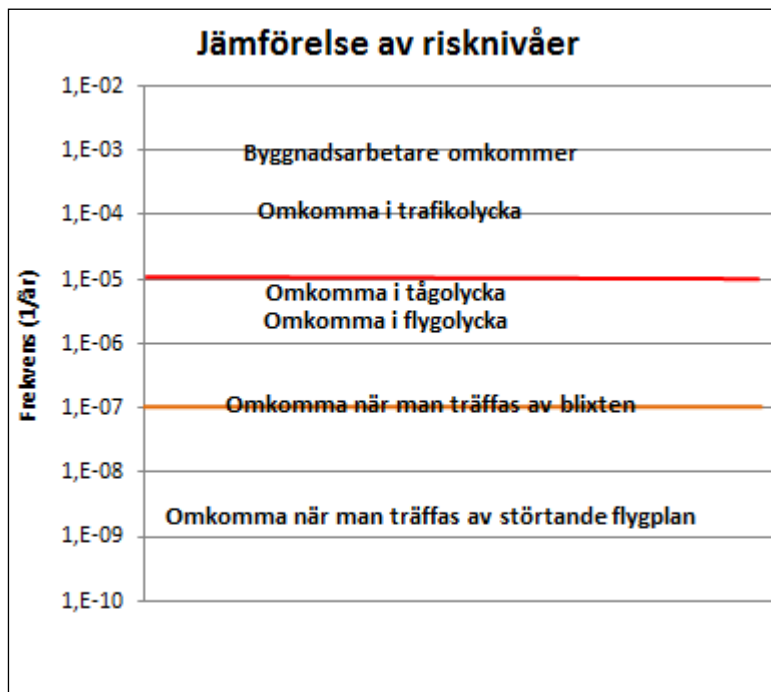 Jämförelse av risknivåer
1,E-02
1,E-03
Byggnadsarbetare omkommer
1,E-04
Omkomma i trafikolycka
1,E-05
Omkomma i tågolycka
Omkomma i flygolycka
1,E-06
1,E-07
Omkomma när man träffas av blixten
1,E-08
Omkomma när man träffas av störtande flygplan
1,E-09
1,E-10
Frekvens (1/år)